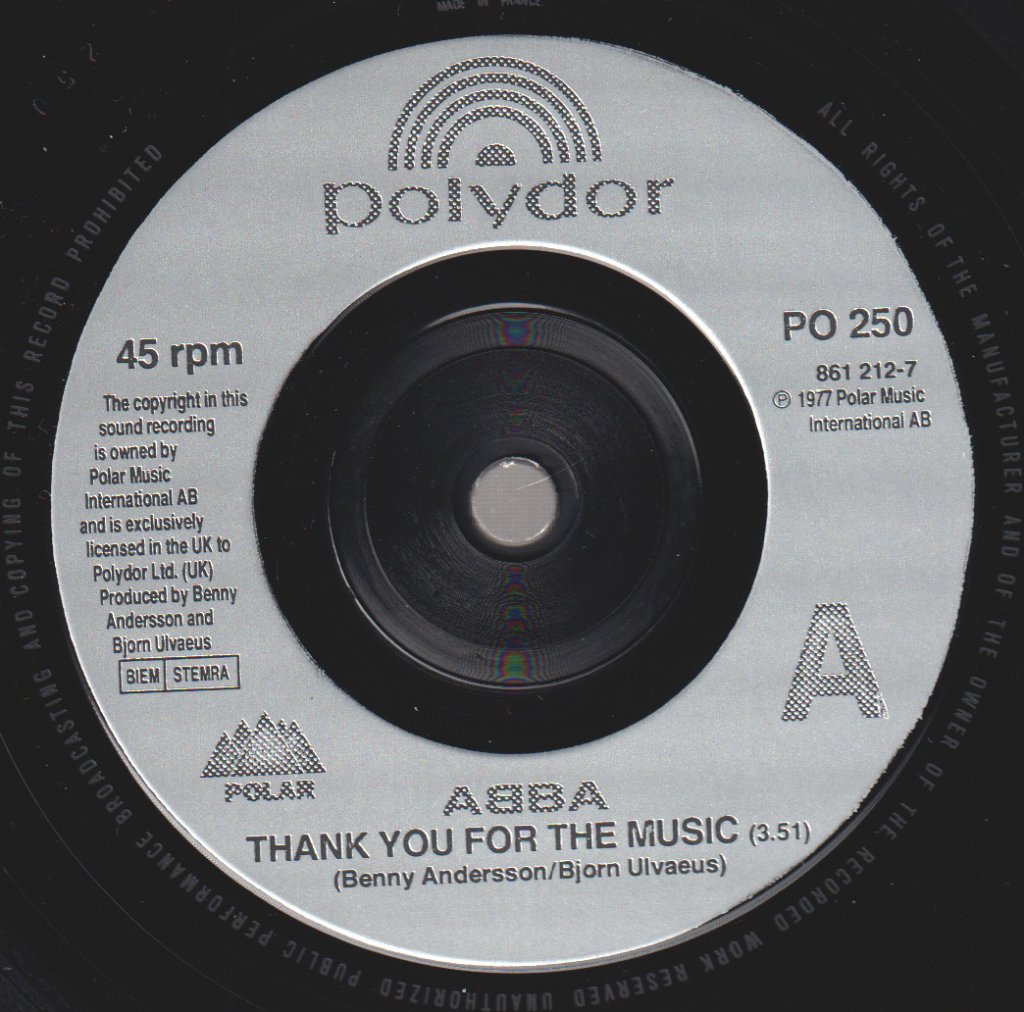 MADE IN FRANCE
polydor
45 rpm
The copyright in this
sound recording
is owned by
Polar Music
International AB
and is exclusively
licensed in the UK to
Polydor Ltd. (UK)
Produced by Benny
Andersson and
Bjorn Ulvaeus
BIEM STEMRA
POLAR
PO 250
861 212-7
℗ 1977 Polar Music
International AB
A
ABBA
THANK YOU FOR THE MUSIC (3.51)
(Benny Andersson/Bjorn Ulvaeus)
ALL RIGHTS OF THE MANUFACTURER AND OF THE OWNER OF THE RECORDED WORK RESERVED UNAUTHORIZED PUBLIC PERFORMANCE BROADCASTING AND COPYING OF THIS RECORD PROHIBITED